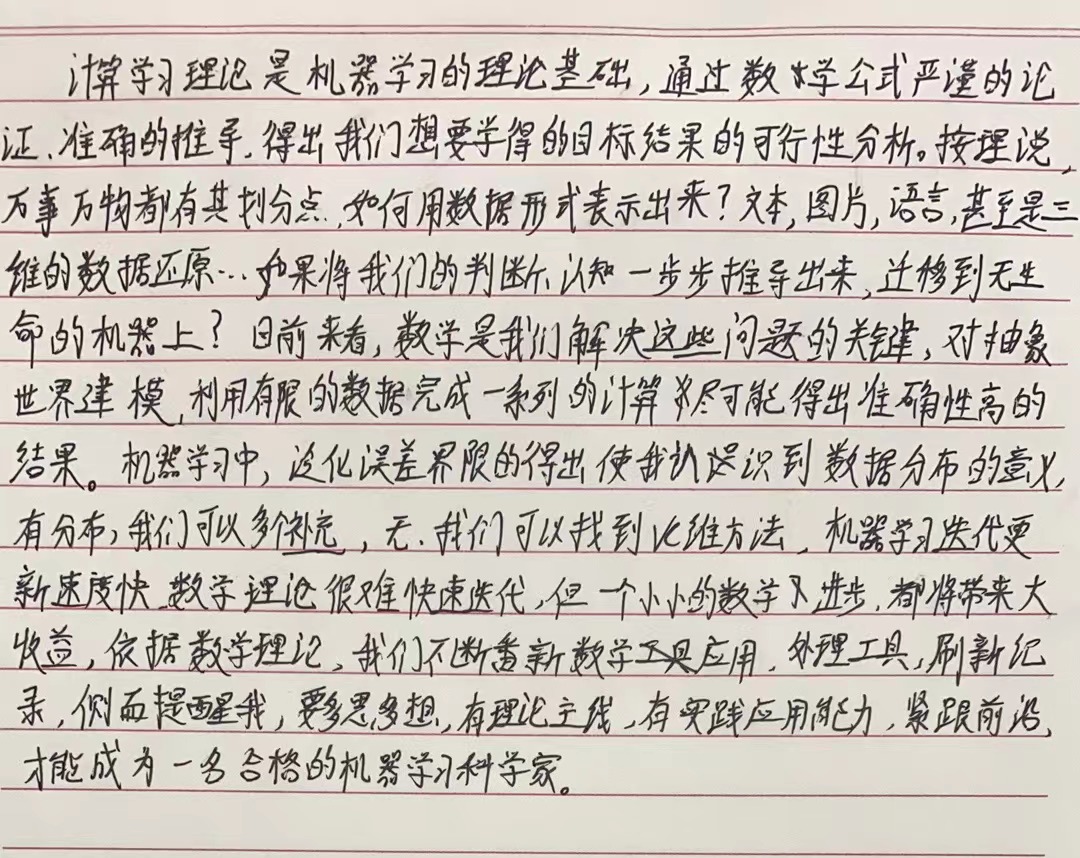 计算学习理论是机器学习的理论基础,通过数学公式严谨的论
证、准确的推导,得出我们想要学得的目标结果的可行性分析。按理说,
万事万物都有其划分点,如何用数据形式表示出来?文本,图片,语言,甚至是三
维的数据还原…如果将我们的判断、认知一步步推导出来,迁移到无生
命的机器上?目前来看,数学是我们解决这些问题的关键,对抽象
世界建模,利用有限的数据完成一系列的计算尽可能得出准确性高的
结果。机器学习中,泛化误差界限的得出使我认识到数据分布的意义,
有分布,我们可以多个补充,无、我们可以找到化维方法,机器学习迭代更
新速度快,数学理论很难快速迭代,但一个小小的数学进步,都将带来大
收益,依据数学理论,我们不断番新数学应用,处理工具,刷新纪
录,侧面提醒我,要多思多想,有理论主线,有实践应用能力,紧跟前沿,
才能成为一名合格的机器学习科学家。